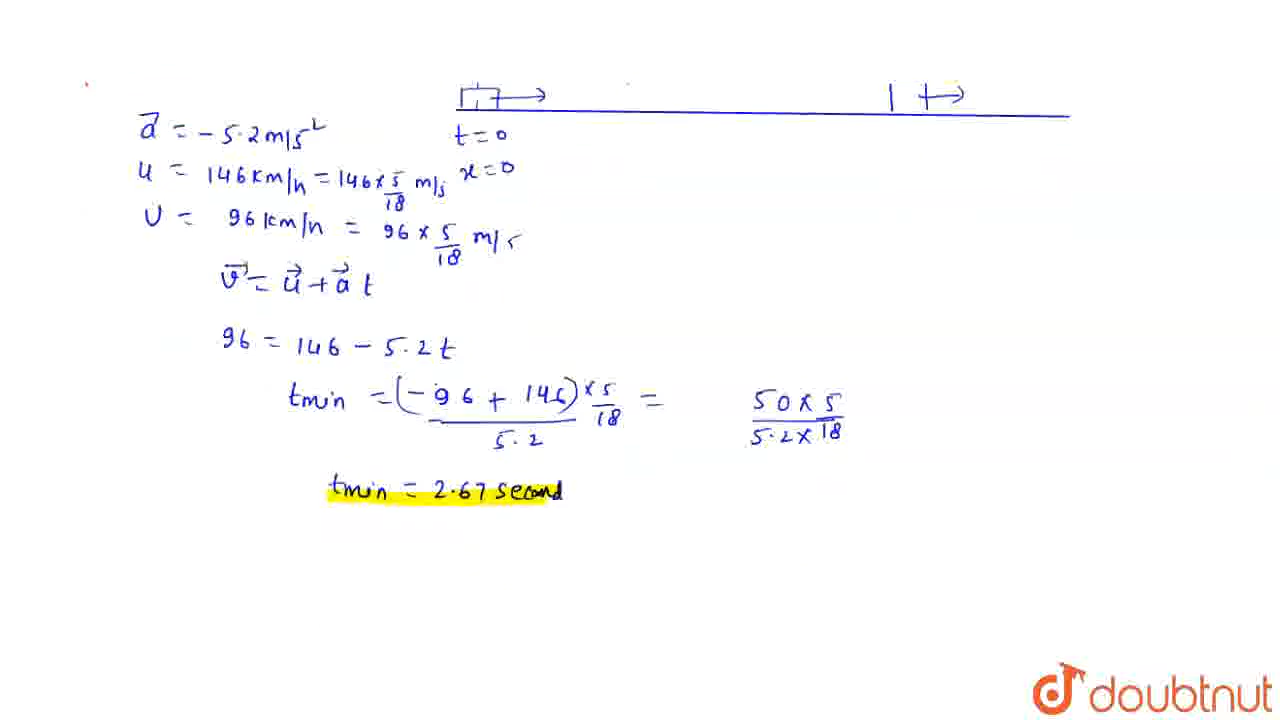 a⃗ = - 5.2 m/s²
t = 0
u = 146 km/h = 146 × 5/18 m/s
x = 0
v = 96 km/h = 96 × 5/18 m/s
v⃗ = u⃗ + a⃗ t
96 = 146 - 5.2 t
tmin = (- 96 + 146) × 5/18 / 5.2 = 50 × 5 / 5.2 × 18
tmin = 2.67 second
doubtnut